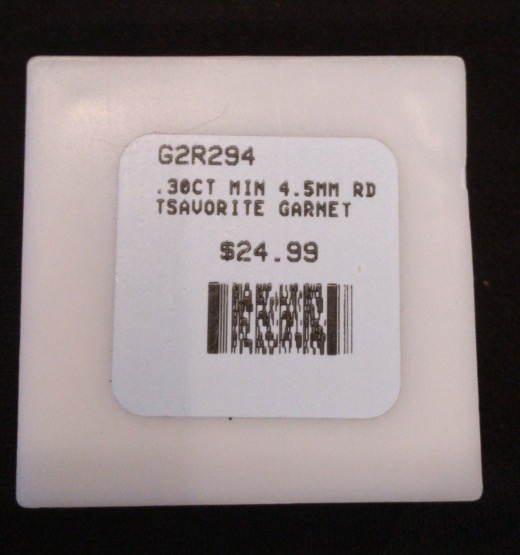 G2R294
.30CT MIN 4.5MM RD
TSAVORITE GARNET
$24.99